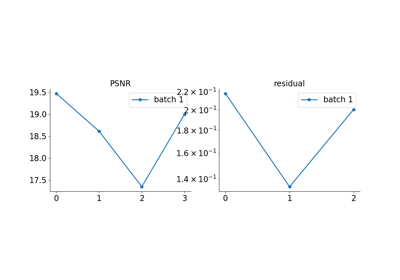 PSNR
batch 1
19.5
19.0
18.5
18.0
17.5
0 1 2 3
residual
batch 1
2.2 × 10⁻¹
2 × 10⁻¹
1.8 × 10⁻¹
1.6 × 10⁻¹
1.4 × 10⁻¹
0 1 2